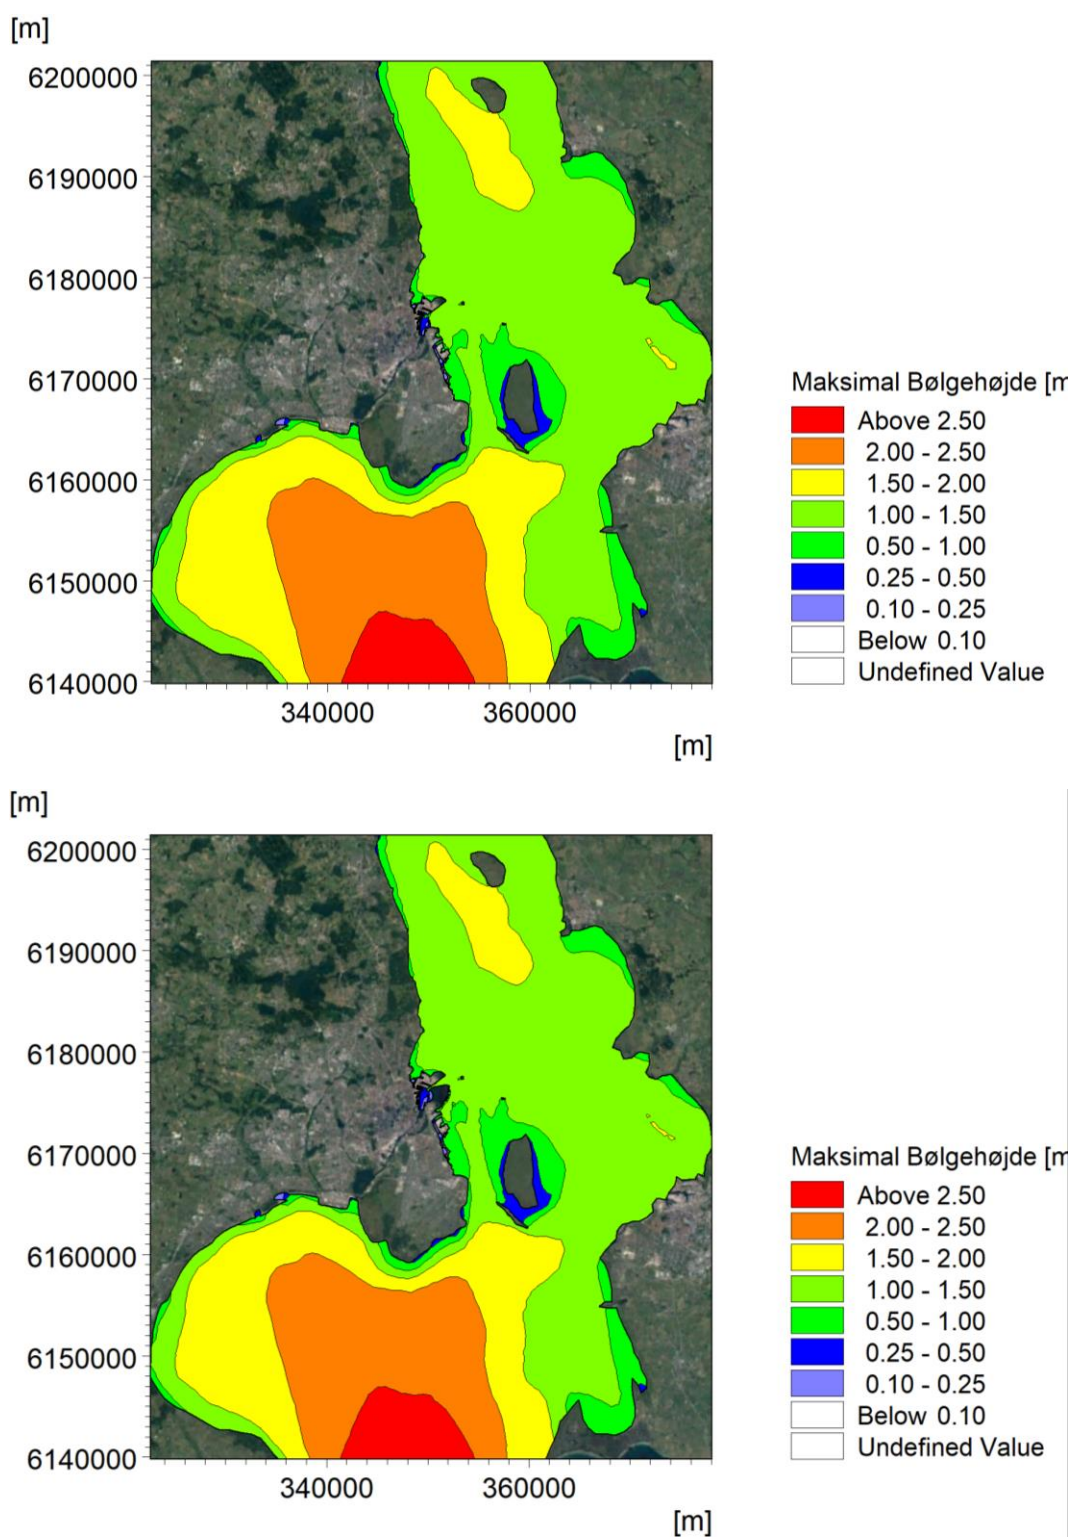 [m]
6200000
6190000
6180000
6170000
6160000
6150000
6140000
340000 360000
[m]
Maksimal Bølgehøjde [m
Above 2.50
2.00 - 2.50
1.50 - 2.00
1.00 - 1.50
0.50 - 1.00
0.25 - 0.50
0.10 - 0.25
Below 0.10
Undefined Value
[m]
6200000
6190000
6180000
6170000
6160000
6150000
6140000
340000 360000
[m]
Maksimal Bølgehøjde [m
Above 2.50
2.00 - 2.50
1.50 - 2.00
1.00 - 1.50
0.50 - 1.00
0.25 - 0.50
0.10 - 0.25
Below 0.10
Undefined Value